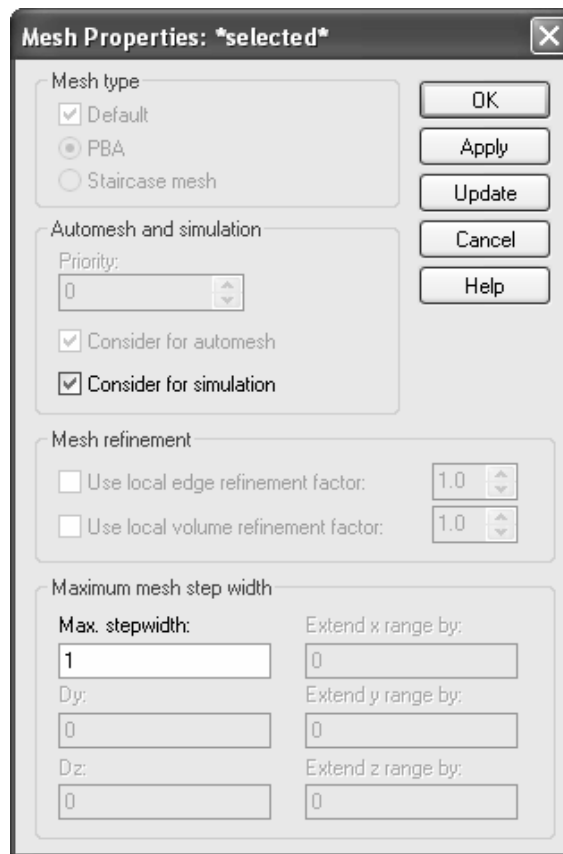 Mesh Properties: *selected*
Mesh type
Default
PBA
Staircase mesh
OK
Apply
Update
Cancel
Help
Automesh and simulation
Priority:
0
Consider for automesh
Consider for simulation
Mesh refinement
Use local edge refinement factor: 1.0
Use local volume refinement factor: 1.0
Maximum mesh step width
Max. stepwidth: Extend x range by:
1 0
Dy: Extend y range by:
0 0
Dz: Extend z range by:
0 0